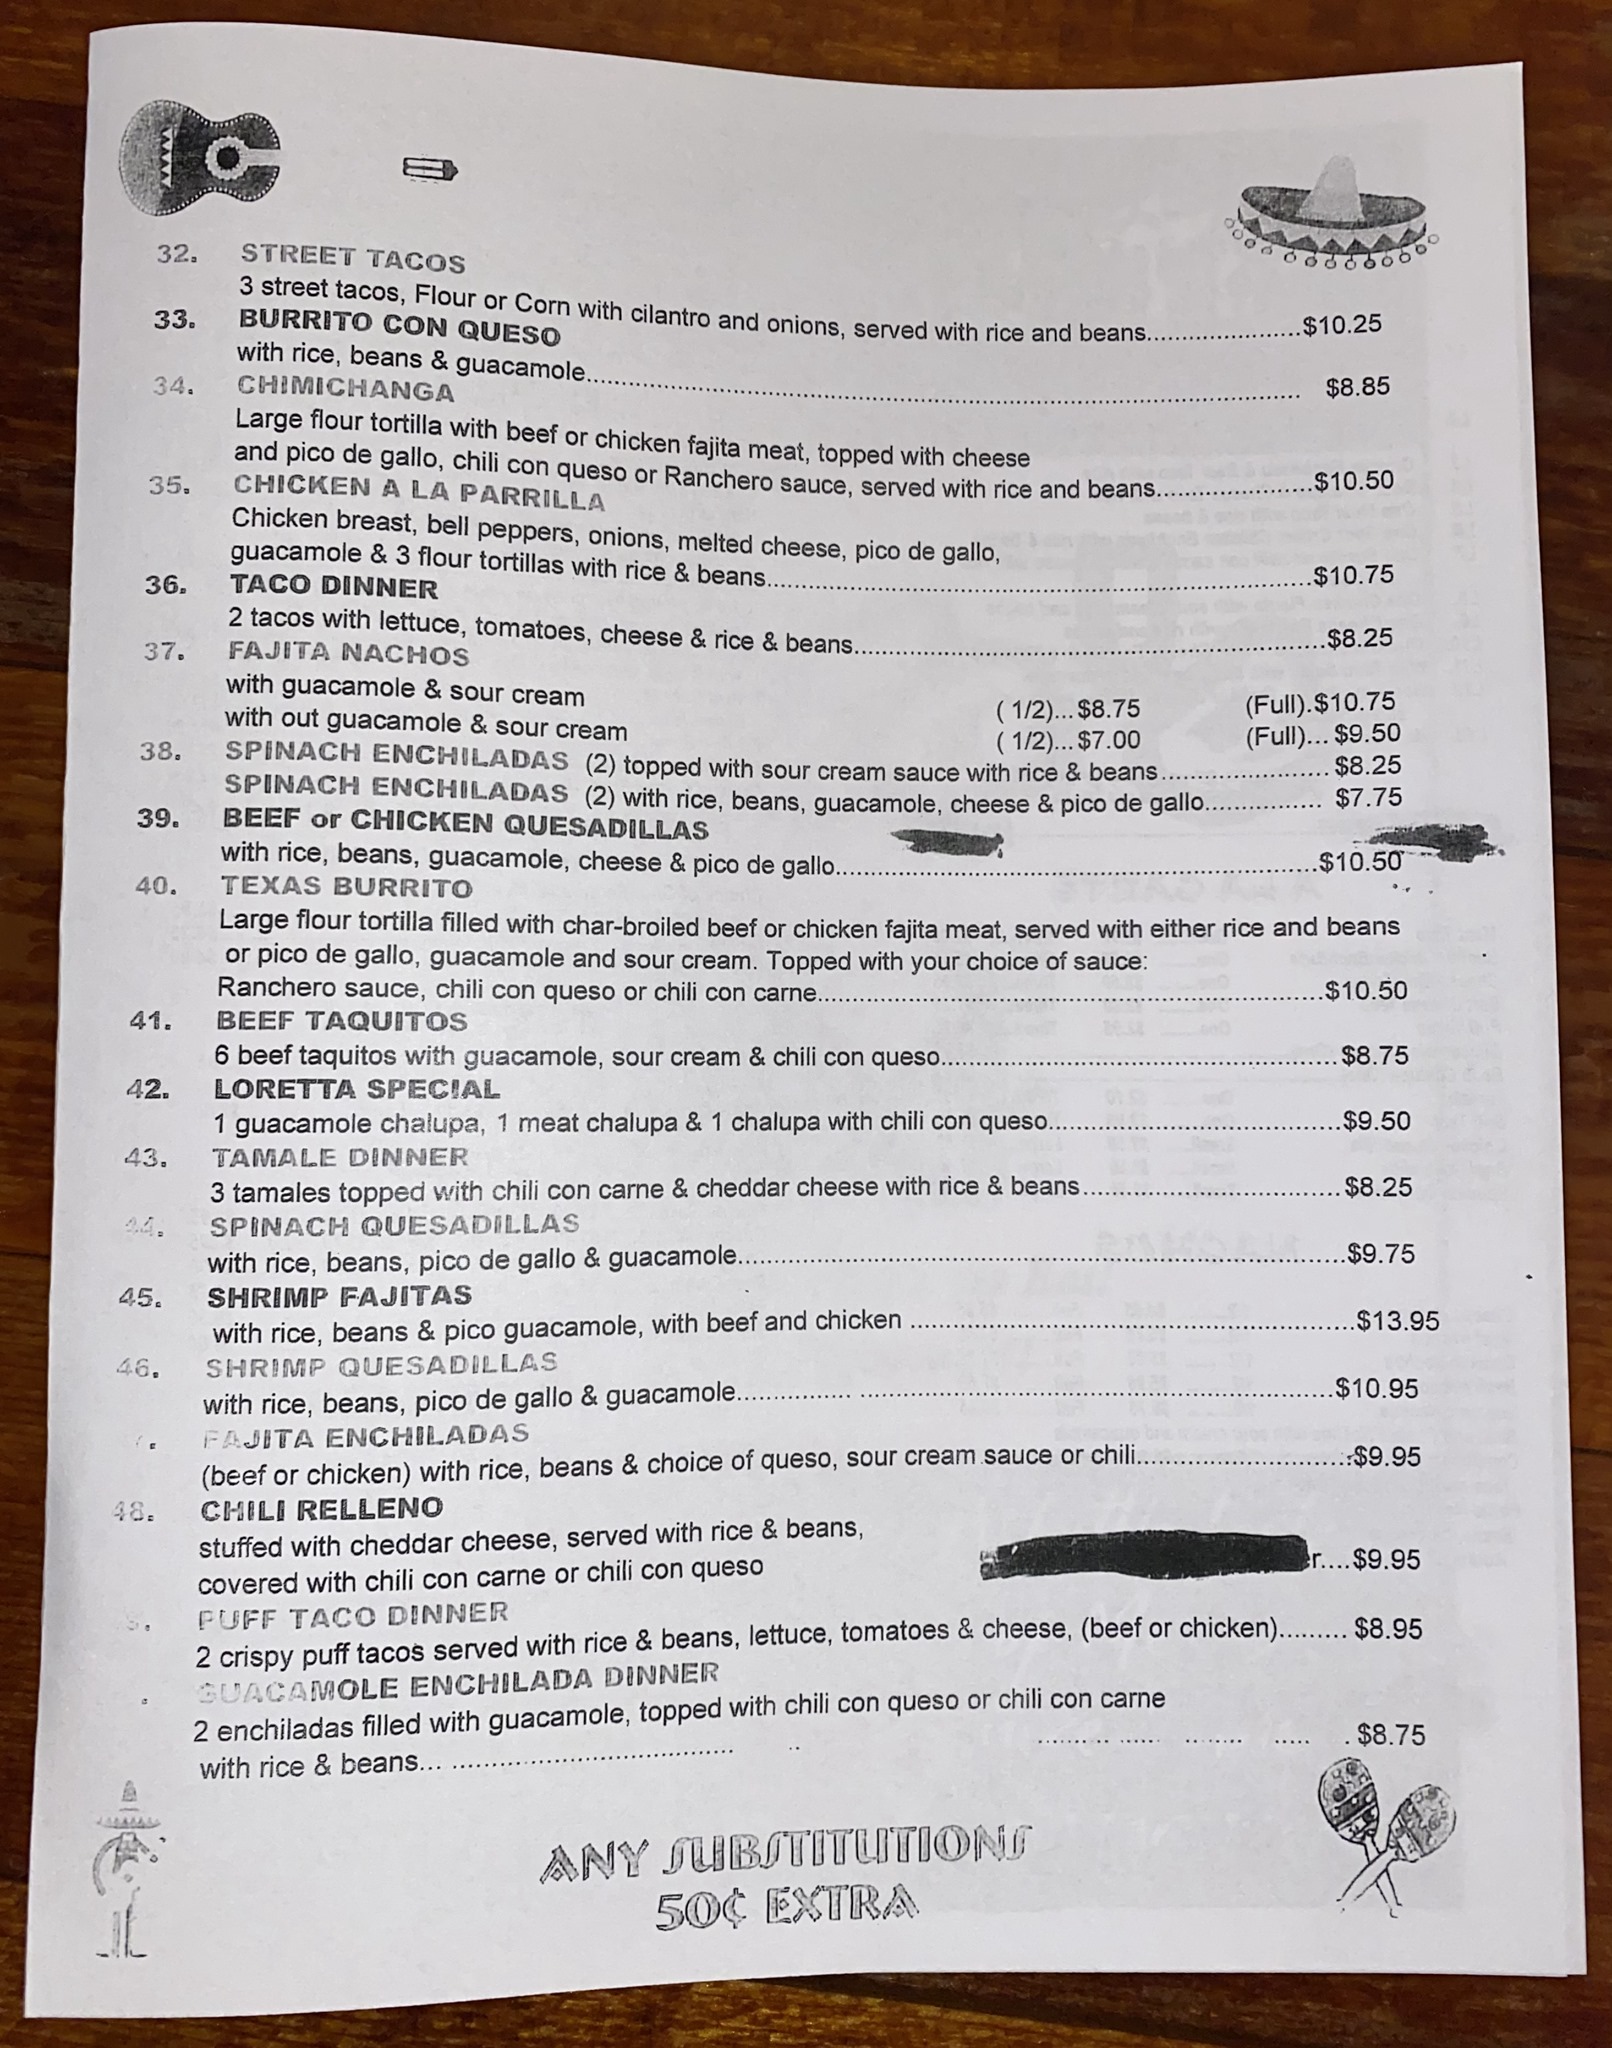 32. STREET TACOS
3 street tacos, Flour or Corn with cilantro and onions, served with rice and beans.....................$10.25
33. BURRITO CON QUESO
with rice, beans & guacamole.......................................................................................... $8.85
34. CHIMICHANGA
Large flour tortilla with beef or chicken fajita meat, topped with cheese
and pico de gallo, chili con queso or Ranchero sauce, served with rice and beans.....................$10.50
35. CHICKEN A LA PARRILLA
Chicken breast, bell peppers, onions, melted cheese, pico de gallo,
guacamole & 3 flour tortillas with rice & beans......................................................................$10.75
36. TACO DINNER
2 tacos with lettuce, tomatoes, cheese & rice & beans............................................................$8.25
37. FAJITA NACHOS
with guacamole & sour cream ( 1/2)...$8.75 (Full).$10.75
with out guacamole & sour cream ( 1/2)...$7.00 (Full)...$9.50
38. SPINACH ENCHILADAS (2) topped with sour cream sauce with rice & beans....................... $8.25
SPINACH ENCHILADAS (2) with rice, beans, guacamole, cheese & pico de gallo................ $7.75
39. BEEF or CHICKEN QUESADILLAS
with rice, beans, guacamole, cheese & pico de gallo..............................................................$10.50
40. TEXAS BURRITO
Large flour tortilla filled with char-broiled beef or chicken fajita meat, served with either rice and beans
or pico de gallo, guacamole and sour cream. Topped with your choice of sauce:
Ranchero sauce, chili con queso or chili con carne.................................................................$10.50
41. BEEF TAQUITOS
6 beef taquitos with guacamole, sour cream & chili con queso....................................................$8.75
42. LORETTA SPECIAL
1 guacamole chalupa, 1 meat chalupa & 1 chalupa with chili con queso......................................$9.50
43. TAMALE DINNER
3 tamales topped with chili con carne & cheddar cheese with rice & beans..................................$8.25
44. SPINACH QUESADILLAS
with rice, beans, pico de gallo & guacamole................................................................................$9.75
45. SHRIMP FAJITAS
with rice, beans & pico guacamole, with beef and chicken ..........................................................$13.95
46. SHRIMP QUESADILLAS
with rice, beans, pico de gallo & guacamole............... ..............................................................$10.95
FAJITA ENCHILADAS
(beef or chicken) with rice, beans & choice of queso, sour cream sauce or chili............................$9.95
48. CHILI RELLENO
stuffed with cheddar cheese, served with rice & beans,
covered with chili con carne or chili con queso r....$9.95
PUFF TACO DINNER
2 crispy puff tacos served with rice & beans, lettuce, tomatoes & cheese, (beef or chicken)......... $8.95
GUACAMOLE ENCHILADA DINNER
2 enchiladas filled with guacamole, topped with chili con queso or chili con carne
with rice & beans... ........................................ .. ......... ...... ........ ..... . $8.75
ANY SUBSTITUTIONS
50¢ EXTRA